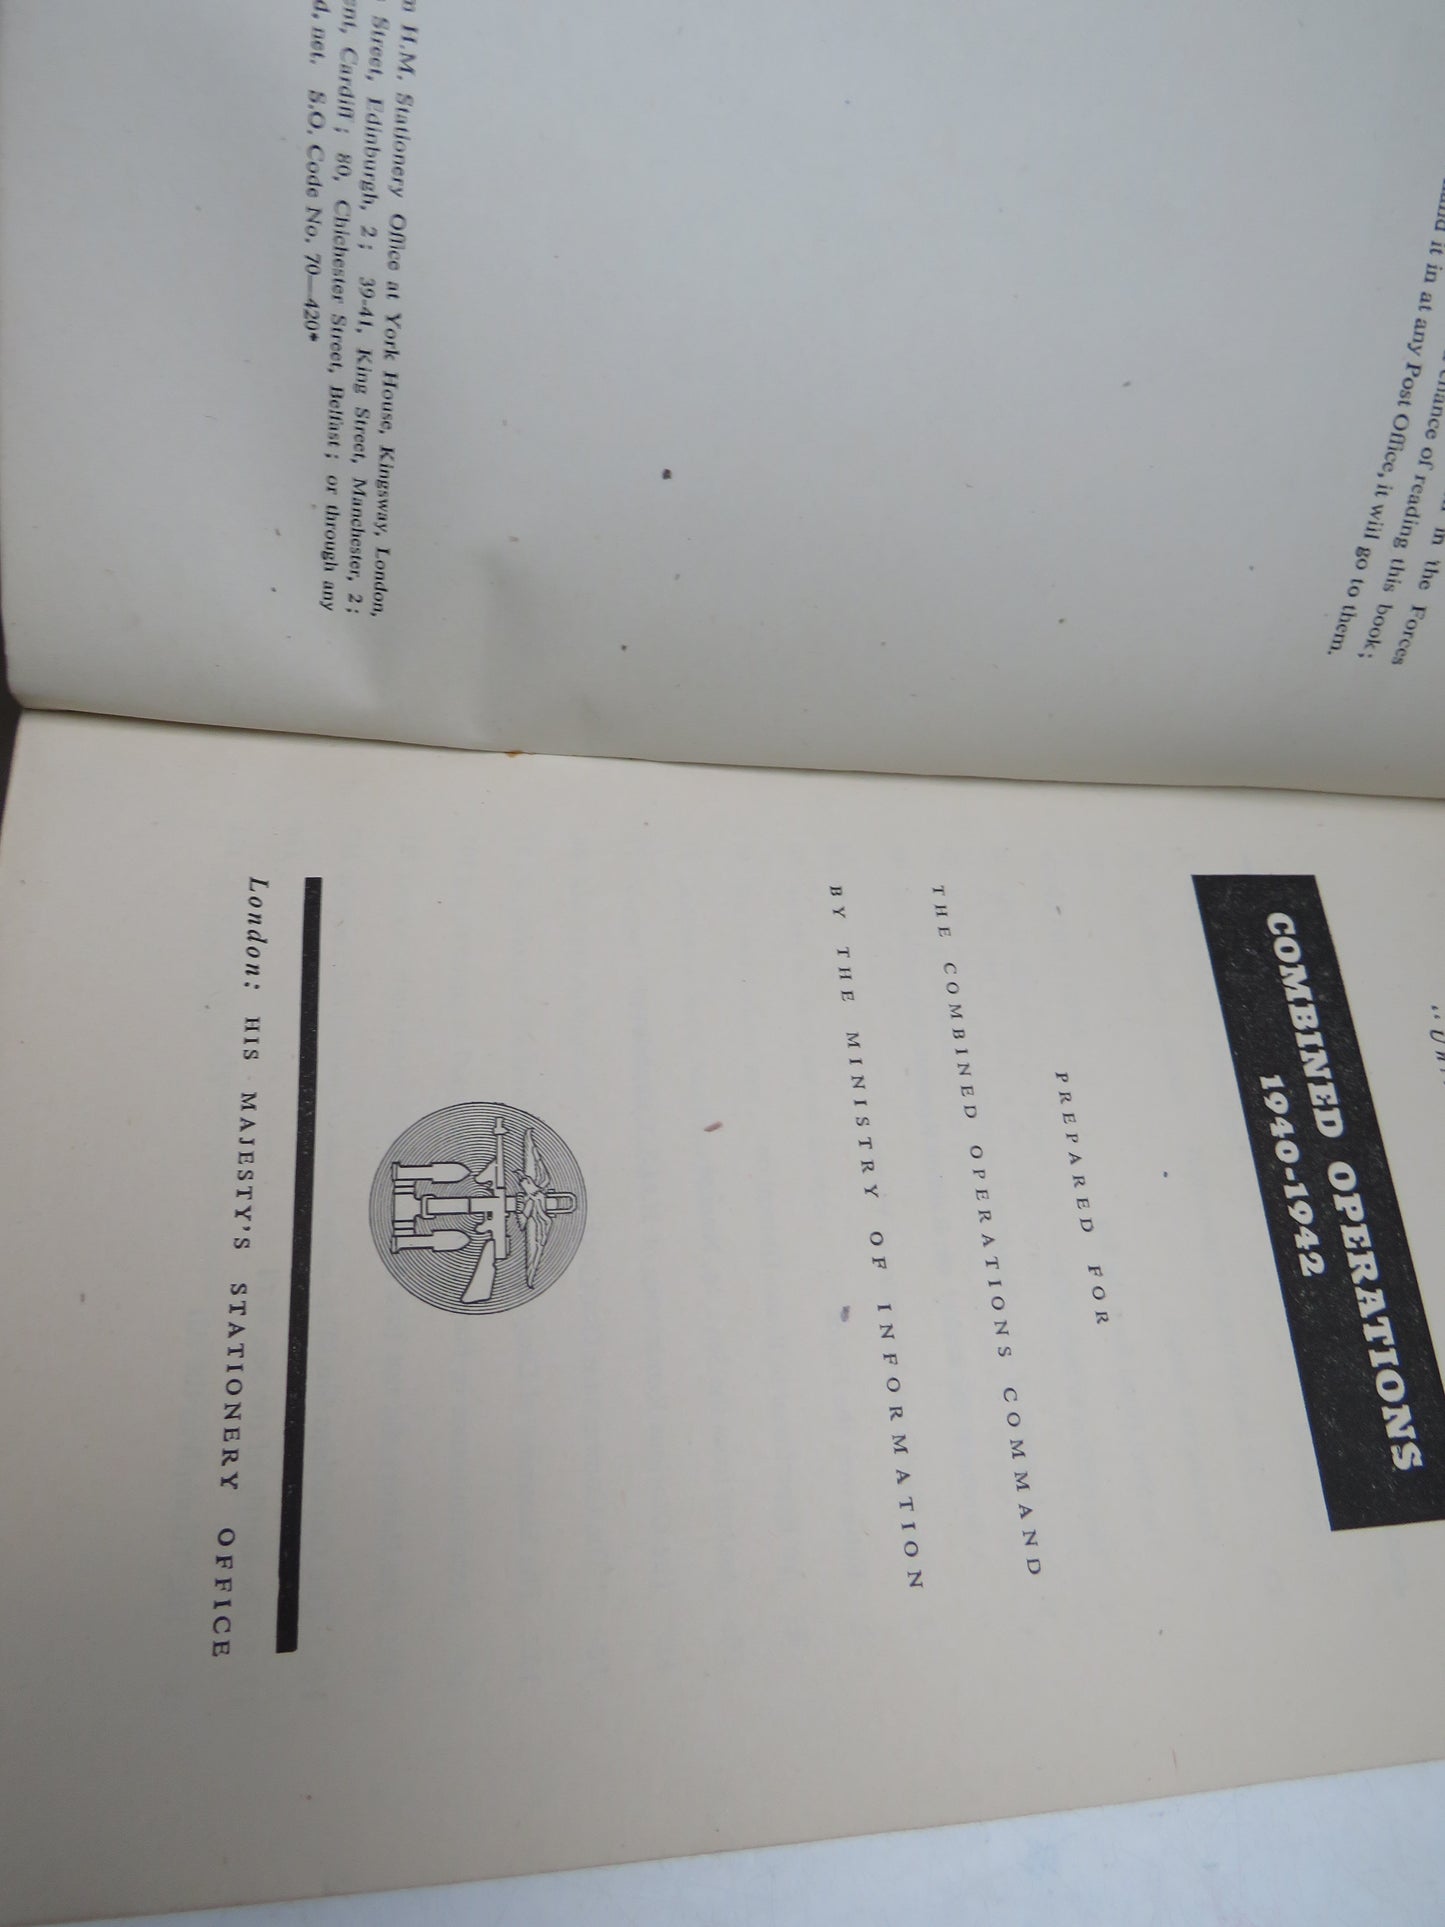 it in at any Post Office, it will go to them.
chance of reading this book;
in the Forces
H.M. Stationery Office at York House, Kingsway, London,
Street, Edinburgh, 2; 39-41, King Street, Manchester, 2;
Cardiff; 80, Chichester Street, Belfast; or through any
net. S.O. Code No. 70—420*
COMBINED OPERATIONS
1940-1942
PREPARED FOR
THE COMBINED OPERATIONS COMMAND
BY THE MINISTRY OF INFORMATION
London: HIS MAJESTY'S STATIONERY OFFICE